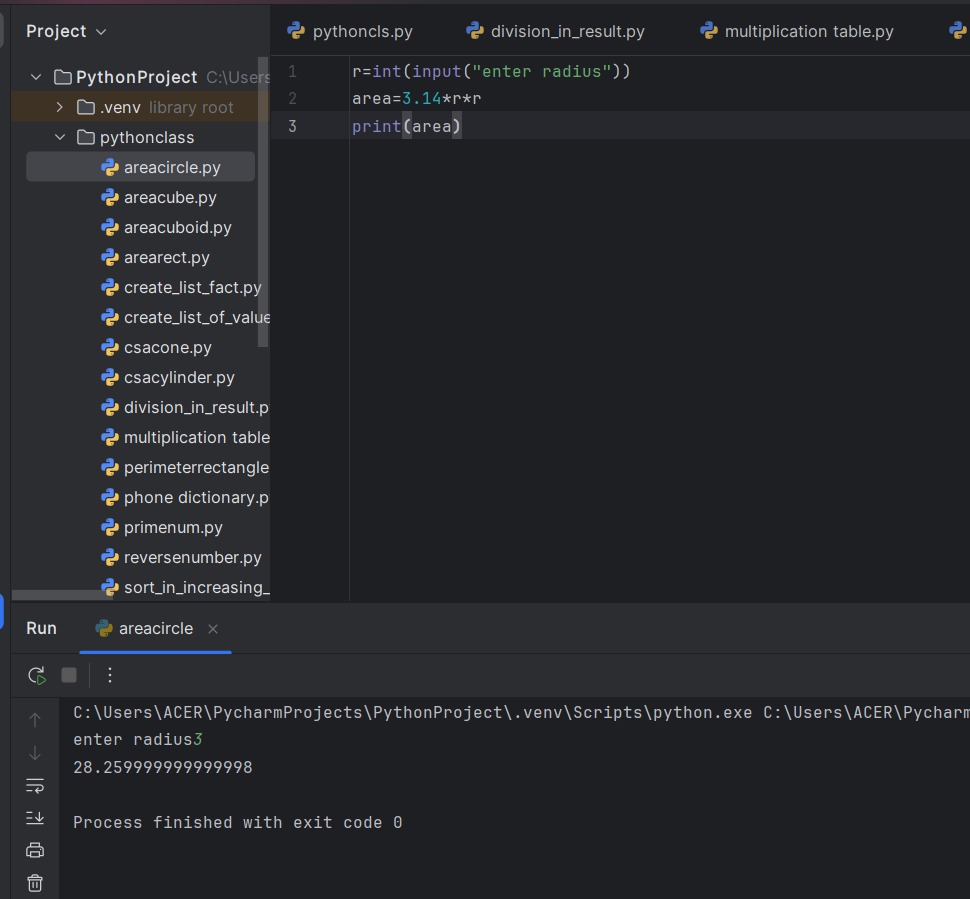 Project
pythoncls.py division_in_result.py multiplication table.py
PythonProject C:\Users
.venv library root
pythonclass
areacircle.py
areacube.py
areacuboid.py
arearect.py
create_list_fact.py
create_list_of_value
csacone.py
csacylinder.py
division_in_result.p
multiplication table
perimeterrectangle
phone dictionary.p
primenum.py
reversenumber.py
sort_in_increasing_
1 r=int(input("enter radius"))
2 area=3.14*r*r
3 print(area)
Run areacircle
C:\Users\ACER\PycharmProjects\PythonProject\.venv\Scripts\python.exe C:\Users\ACER\Pycharm
enter radius3
28.259999999999998
Process finished with exit code 0